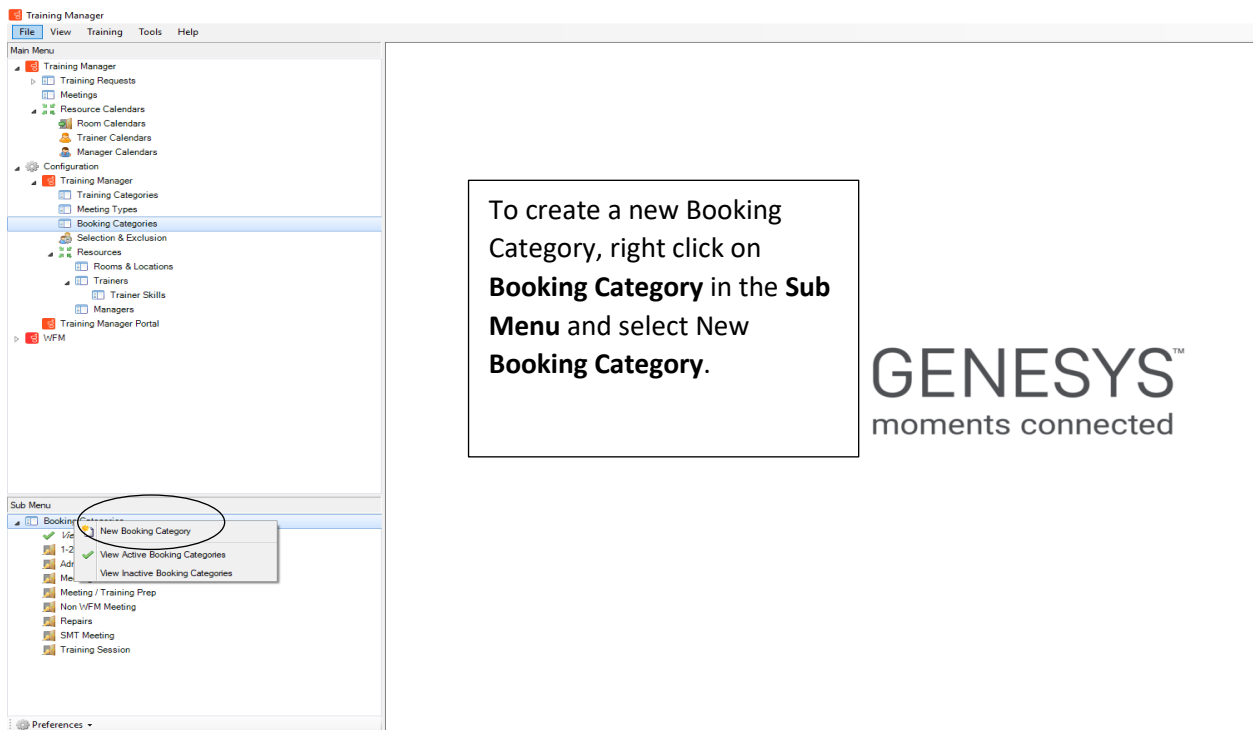 Training Manager
File View Training Tools Help
Main Menu
Training Manager
Training Requests
Meetings
Resource Calendars
Room Calendars
Trainer Calendars
Manager Calendars
Configuration
Training Manager
Training Categories
Meeting Types
Booking Categories
Selection & Exclusion
Resources
Rooms & Locations
Trainers
Trainer Skills
Managers
Training Manager Portal
WFM
To create a new Booking
Category, right click on
Booking Category in the Sub
Menu and select New
Booking Category.
GENESYS™
moments connected
Sub Menu
New Booking Category
View Active Booking Categories
View Inactive Booking Categories
Meeting / Training Prep
Non WFM Meeting
Repairs
SMT Meeting
Training Session
Preferences